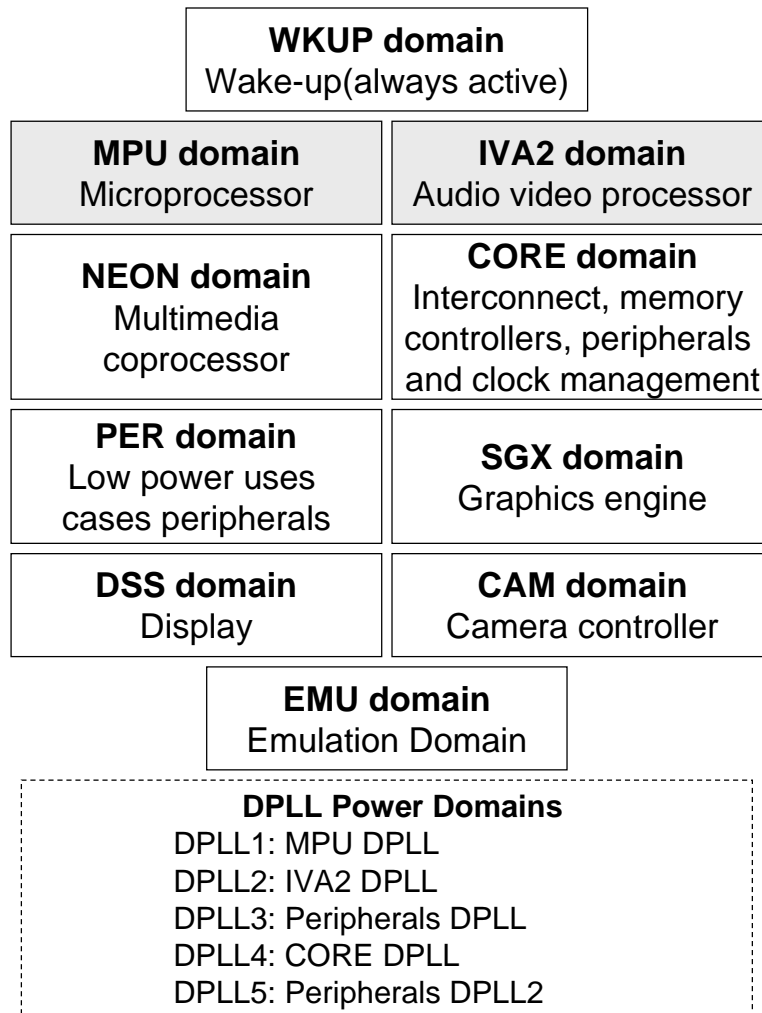 WKUP domain
Wake-up(always active)
MPU domain
Microprocessor
IVA2 domain
Audio video processor
NEON domain
Multimedia
coprocessor
CORE domain
Interconnect, memory
controllers, peripherals
and clock management
PER domain
Low power uses
cases peripherals
SGX domain
Graphics engine
DSS domain
Display
CAM domain
Camera controller
EMU domain
Emulation Domain
DPLL Power Domains
DPLL1: MPU DPLL
DPLL2: IVA2 DPLL
DPLL3: Peripherals DPLL
DPLL4: CORE DPLL
DPLL5: Peripherals DPLL2